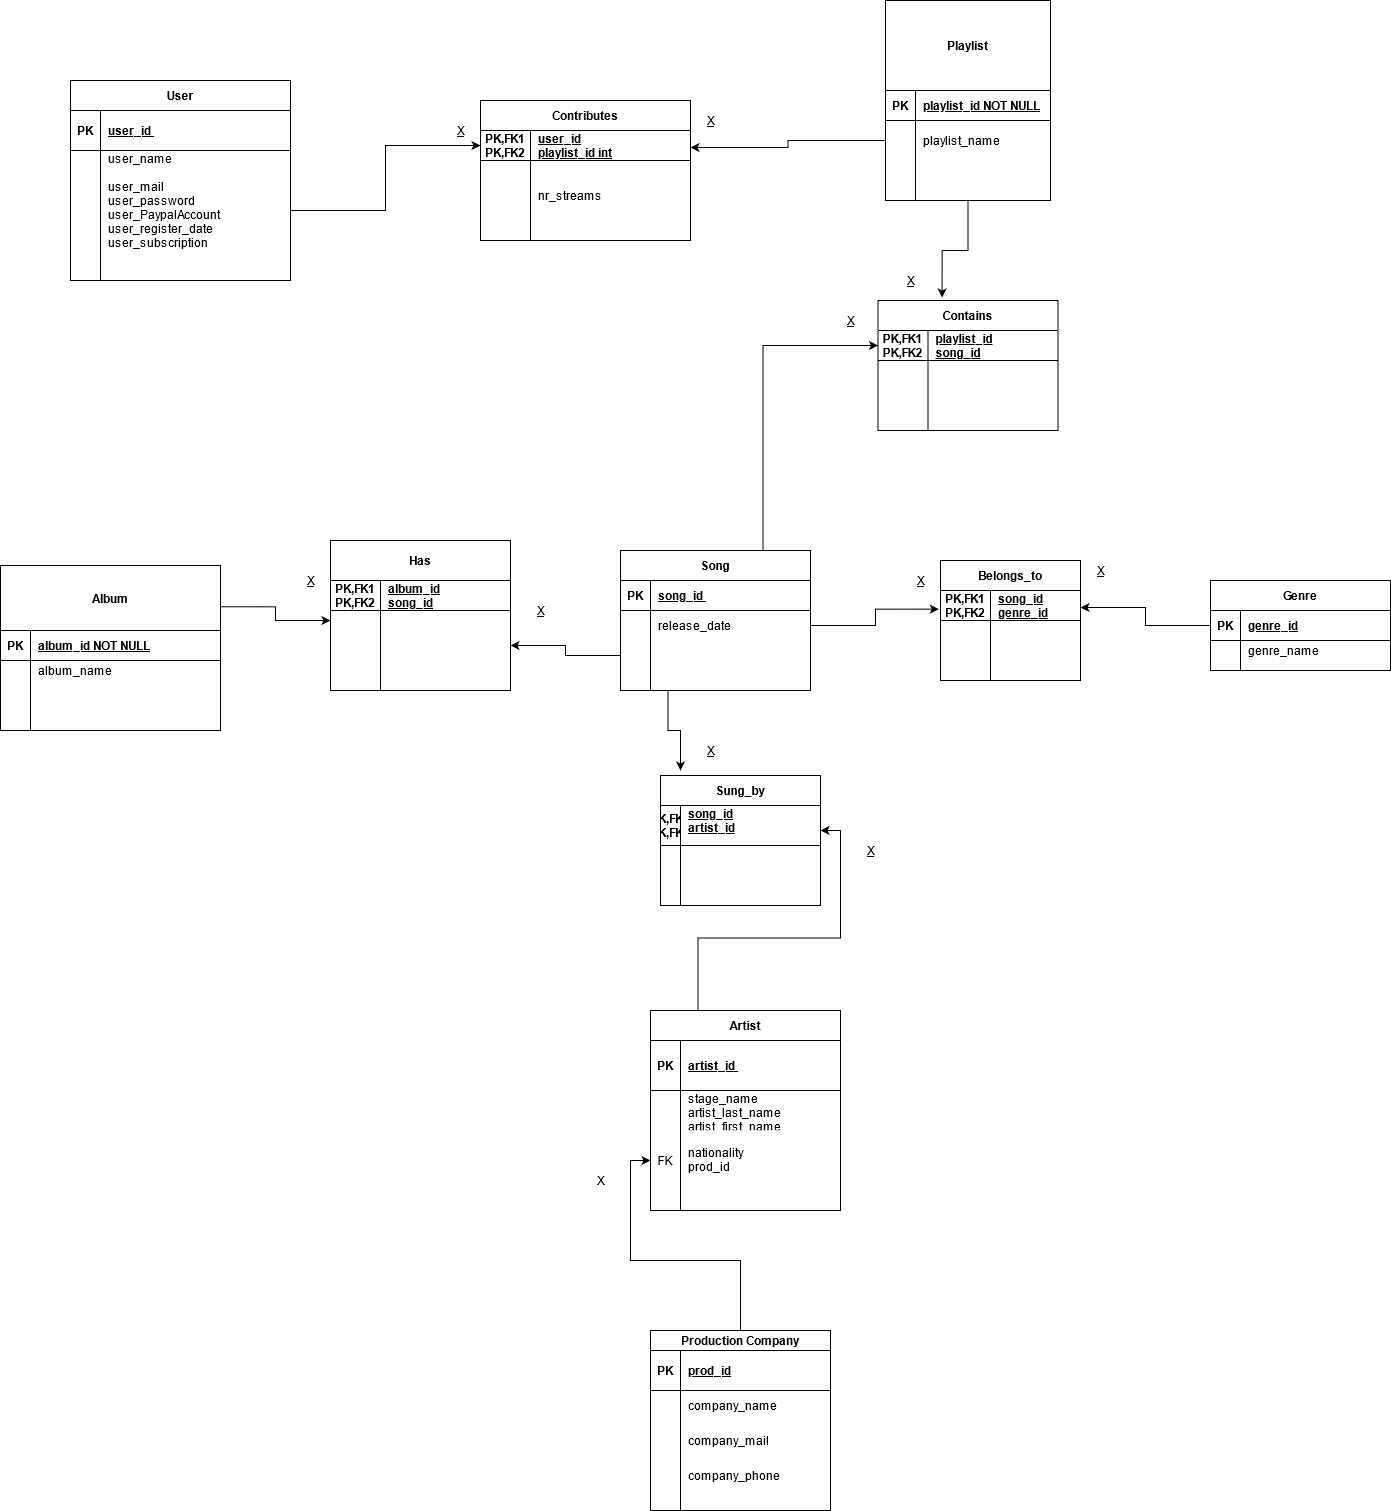 Playlist
PK playlist_id NOT NULL
playlist_name
User
PK user_id
user_name
user_mail
user_password
user_PaypalAccount
user_register_date
user_subscription
X
Contributes
PK,FK1 user_id
PK,FK2 playlist_id int
nr_streams
X
X
X
Contains
PK,FK1 playlist_id
PK,FK2 song_id
Album
PK album_id NOT NULL
album_name
X
Has
PK,FK1 album_id
PK,FK2 song_id
X
Song
PK song_id
release_date
X
Belongs_to
PK,FK1 song_id
PK,FK2 genre_id
X
Genre
PK genre_id
genre_name
X
Sung_by
K,FK song_id
K,FK artist_id
X
Artist
PK artist_id
stage_name
artist_last_name
artist_first_name
nationality
FK prod_id
X
Production Company
PK prod_id
company_name
company_mail
company_phone